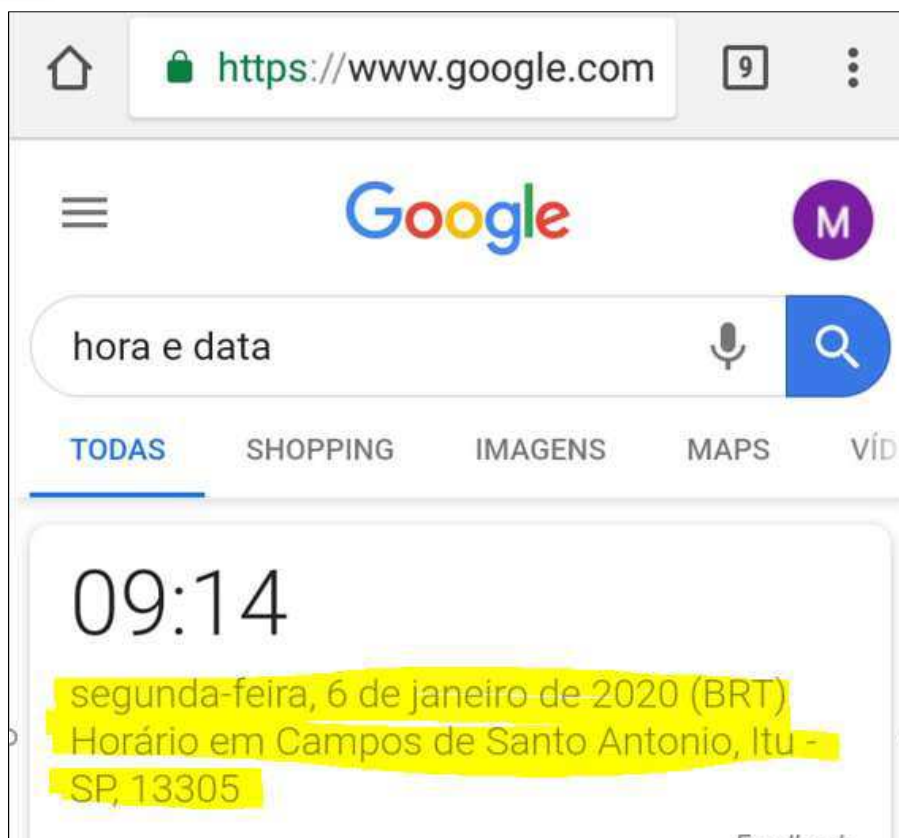 https://www.google.com 9
Google M
hora e data
TODAS SHOPPING IMAGENS MAPS VÍD
09:14
segunda-feira, 6 de janeiro de 2020 (BRT)
Horário em Campos de Santo Antonio, Itu -
SP, 13305